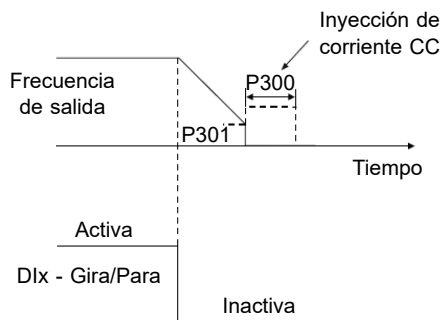 Inyección de
corriente CC
Frecuencia
de salida
P300
P301
Tiempo
Activa
DIx - Gira/Para
Inactiva